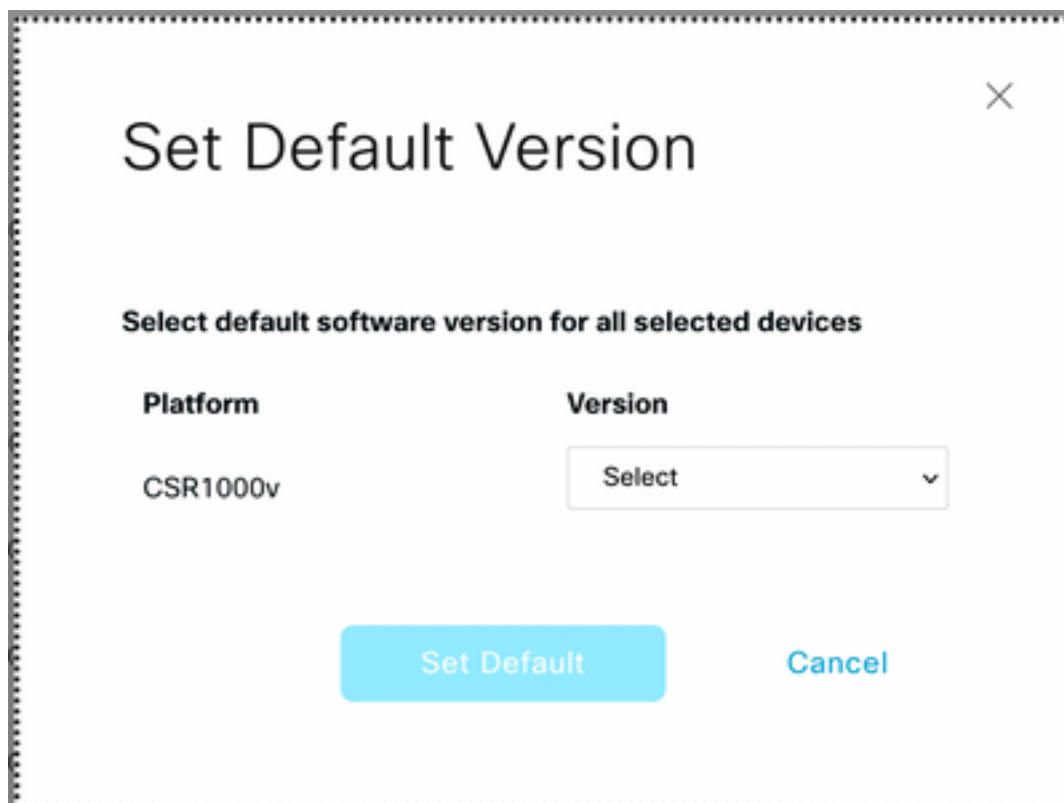 Set Default Version
Select default software version for all selected devices
Platform Version
CSR1000v Select
Set Default Cancel